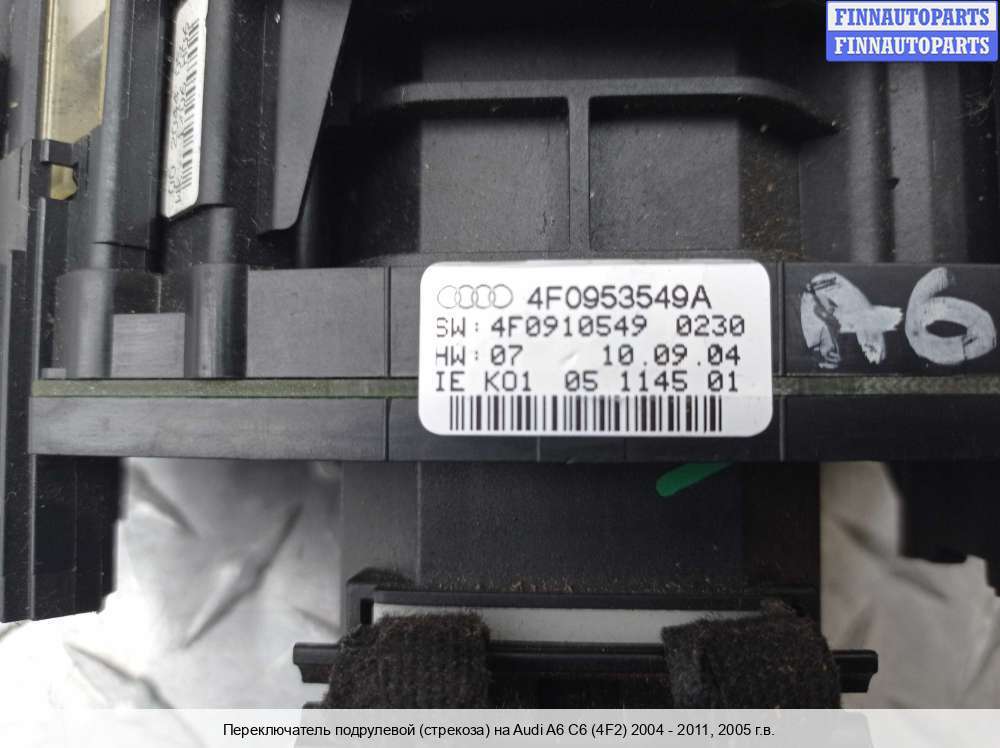 FINNAUTOPARTS
FINNAUTOPARTS
4F0953549A
SW: 4F0910549 0230
HW: 07 10.09.04
IE K01 05 1145 01
A6
Переключатель подрулевой (стрекоза) на Audi A6 C6 (4F2) 2004 - 2011, 2005 г.в.